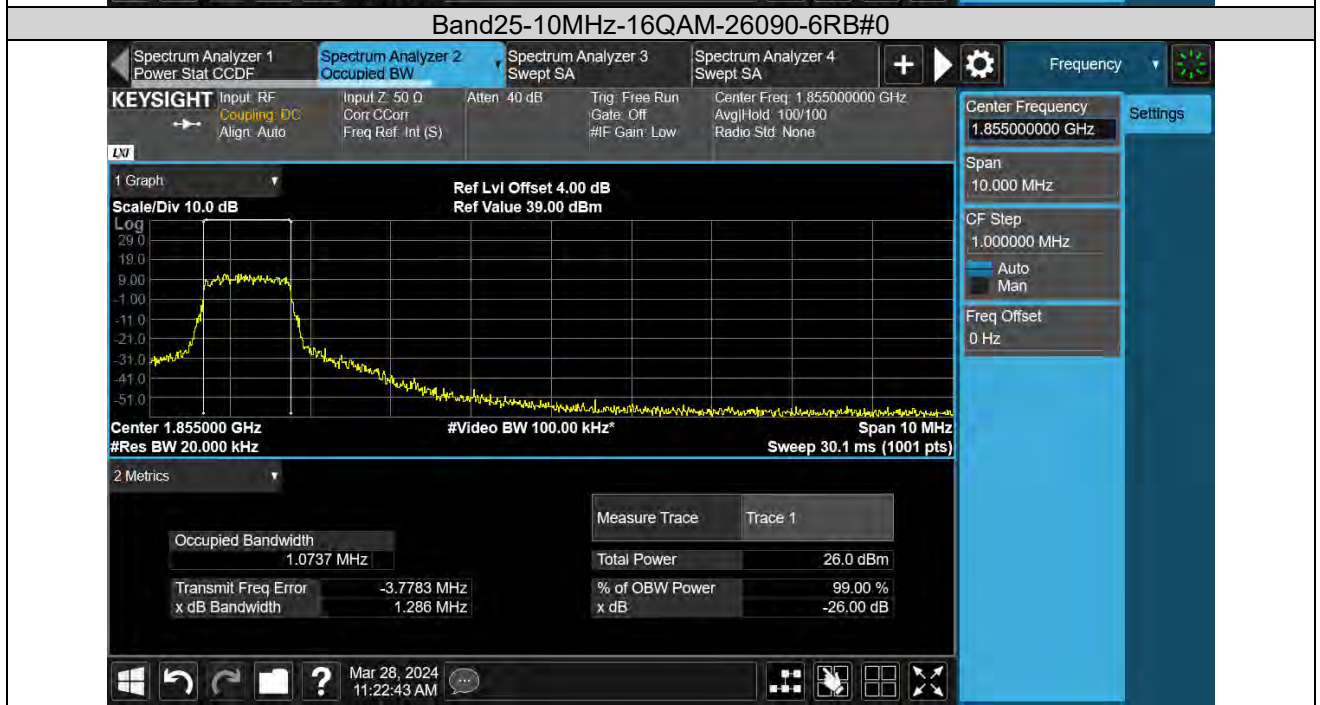 Band25-10MHz-16QAM-26090-6RB#0
Spectrum Analyzer 1
Power Stat CCDF
Spectrum Analyzer 2
Occupied BW
Spectrum Analyzer 3
Swept SA
Spectrum Analyzer 4
Swept SA
+
Frequency
KEYSIGHT
Input: RF
Coupling: DC
Align: Auto
Input Z: 50 Ω
Corr CCorr
Freq Ref: Int (S)
Atten: 40 dB
Trig: Free Run
Gate: Off
#IF Gain: Low
Center Freq: 1.855000000 GHz
Avg|Hold: 100/100
Radio Std: None
LXI
Center Frequency
1.855000000 GHz
Settings
Span
10.000 MHz
CF Step
1.000000 MHz
Auto
Man
Freq Offset
0 Hz
1 Graph
Ref Lvl Offset 4.00 dB
Scale/Div 10.0 dB
Ref Value 39.00 dBm
Log
29.0
19.0
9.00
-1.00
-11.0
-21.0
-31.0
-41.0
-51.0
Center 1.855000 GHz
#Video BW 100.00 kHz*
Span 10 MHz
#Res BW 20.000 kHz
Sweep 30.1 ms (1001 pts)
2 Metrics
Measure Trace
Trace 1
Occupied Bandwidth
1.0737 MHz
Total Power
26.0 dBm
Transmit Freq Error
-3.7783 MHz
% of OBW Power
99.00 %
x dB Bandwidth
1.286 MHz
x dB
-26.00 dB
?
Mar 28, 2024
11:22:43 AM